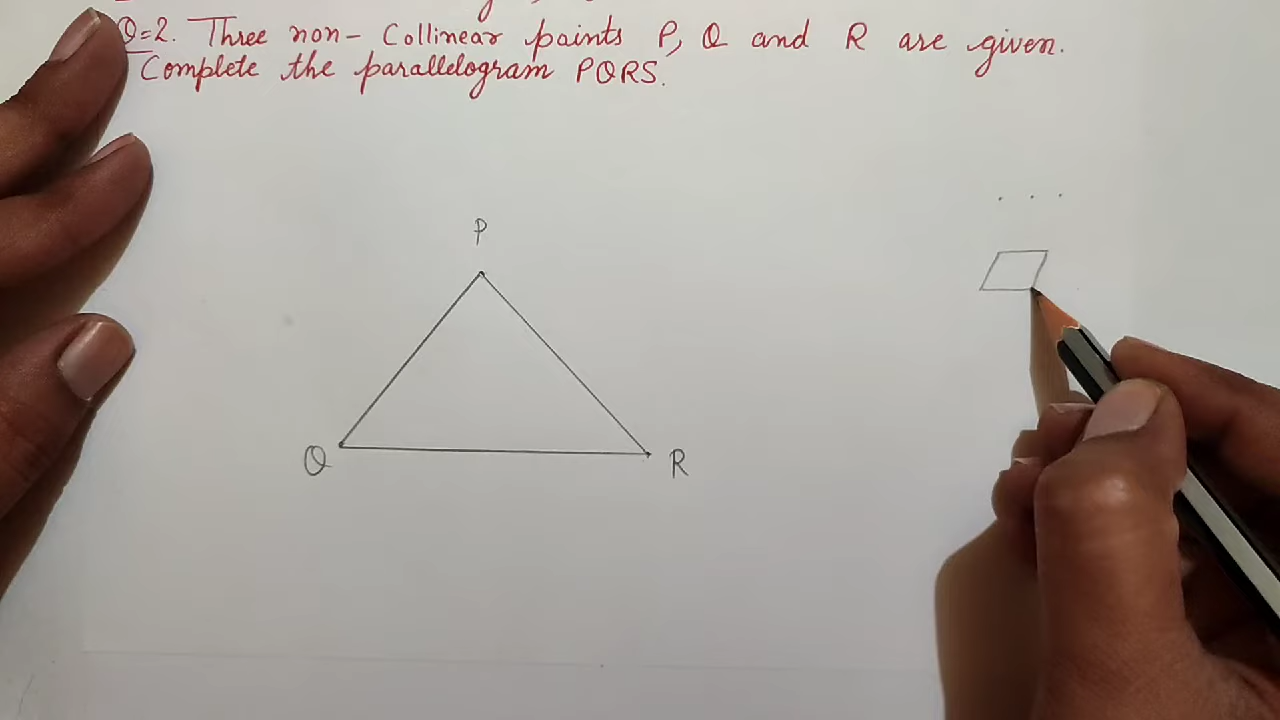 Q=2. Three non-Collinear points P, Q and R are given.
Complete the parallelogram PQRS.
P
Q
R